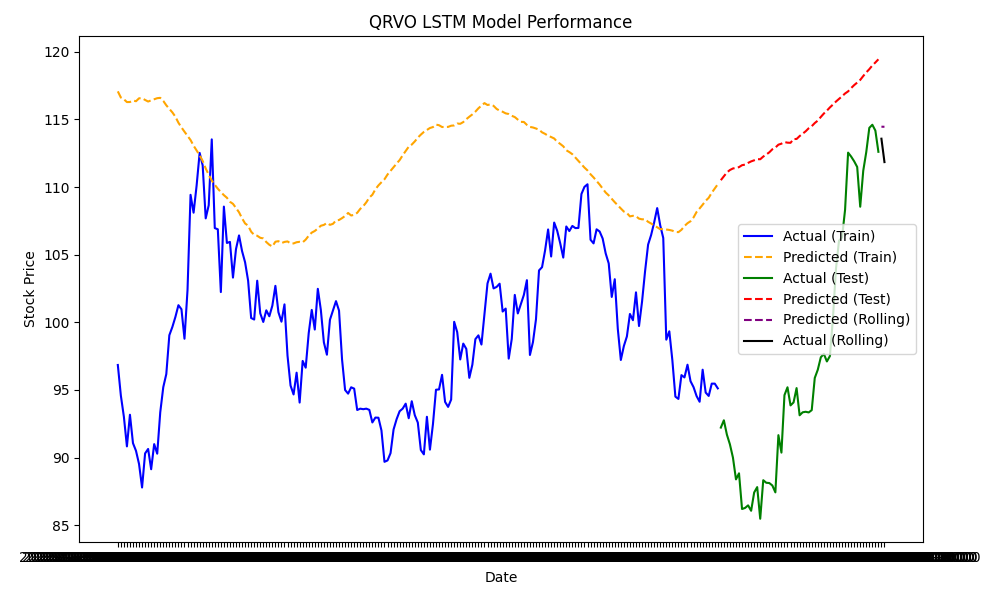 QRVO LSTM Model Performance
Stock Price
120
115
110
105
100
95
90
85
Actual (Train)
Predicted (Train)
Actual (Test)
Predicted (Test)
Predicted (Rolling)
Actual (Rolling)
Date